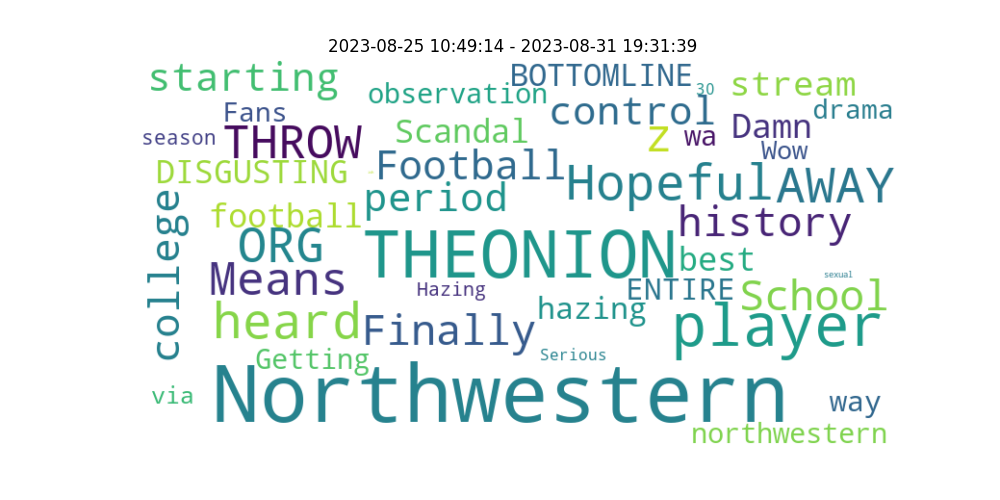 2023-08-25 10:49:14 - 2023-08-31 19:31:39
starting
BOTTOMLINE
30
stream
observation
Fans
control
drama
season
THROW
Scandal
Z
wa
Damn
Wow
DISGUSTING
Football
Hopeful
AWAY
college
football
period
history
ORG
THEONION
best
sexual
Means
Hazing
ENTIRE
School
heard
Finally
hazing
player
Getting
Serious
Northwestern
via
way
northwestern